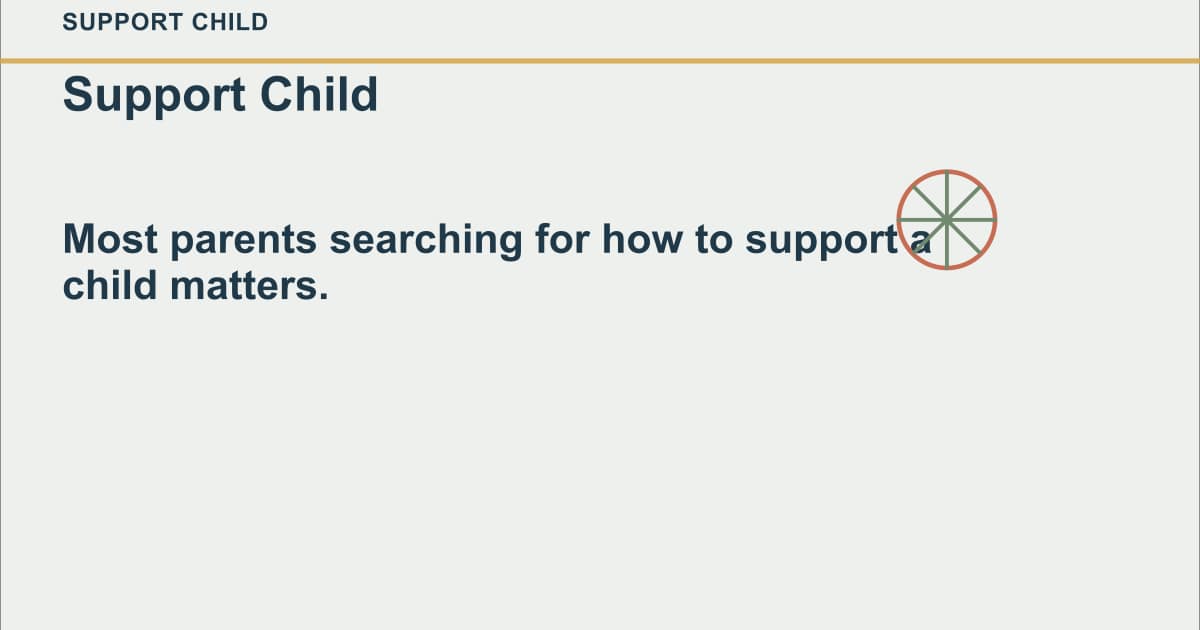 SUPPORT CHILD
Support Child
Most parents searching for how to support a
child matters.